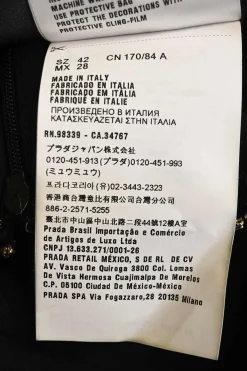 MACHINE WASH
USE PROTECTIVE BAG
PROTECT THE DECORATIONS WITH
PROTECTIVE CLING-FILM
SZ 42 CN 170/84 A
MX 28
MADE IN ITALY
FABRICADO EN ITALIA
FABRICADO EM ITÁLIA
FABRIQUÉ EN ITALIE
ПРОИЗВЕДЕНО В ИТАЛИЯ
ΚΑΤΑΣΚΕΥΑΖΕΤΑΙ ΣΤΗΝ ΙΤΑΛΙΑ
RN.98339 - CA.34767
プラダジャパン株式会社
0120-451-913 (プラダ) 0120-451-993
(ミュウミュウ)
프라다코리아(유)02-3443-2323
香港商台灣壹比有限公司台灣分公司
886-2-2571-5255
臺北市中山區中山北路二段44號12樓A
Prada Brasil Importação e Comércio
de Artigos de Luxo Ltda
CNPJ 13.633.271/0001-26
PRADA RETAIL MÉXICO, S DE RL DE CV
AV. Vasco De Quiroga 3800 Col. Lomas
De Vista Hermosa Cuajimalpa De Morelos
C.P. 05100 Ciudad De México-México
PRADA SPA Via Fogazzaro,28 20135 Milano